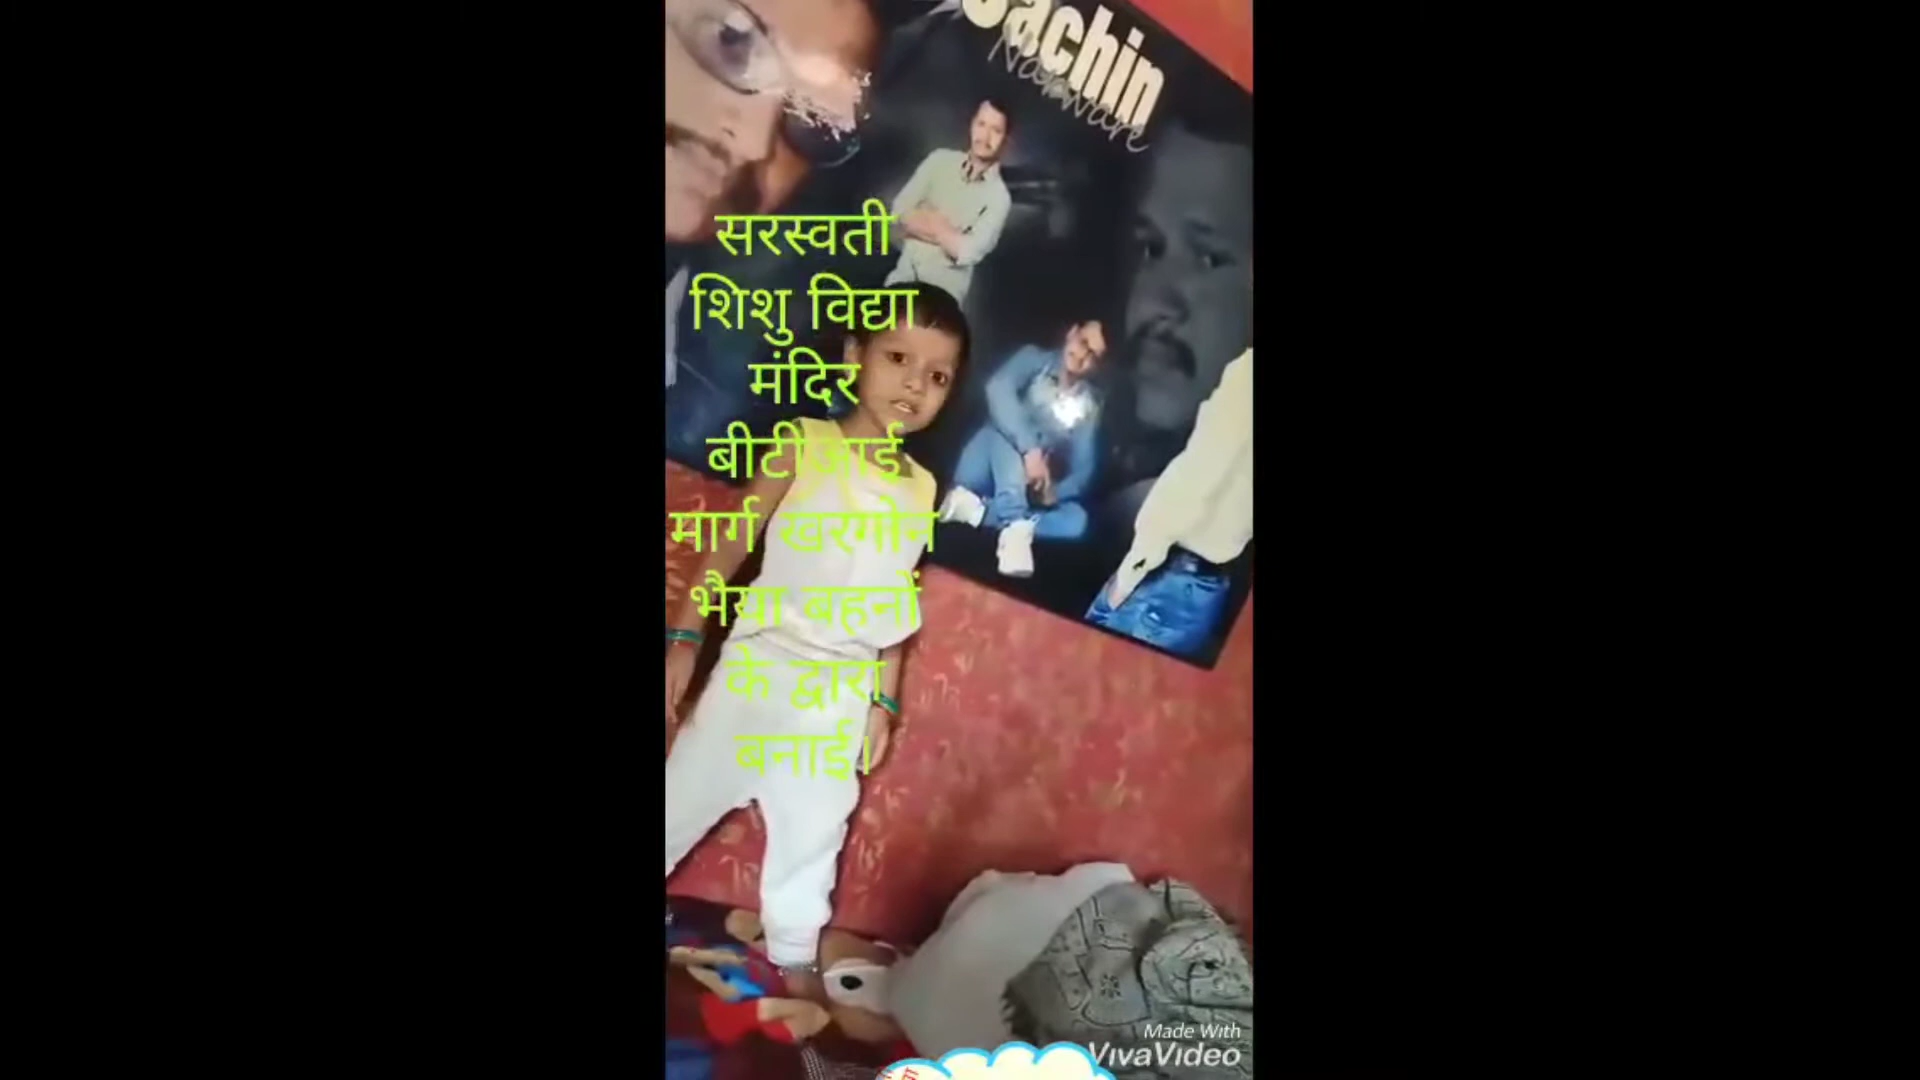 Sachin
सरस्वती
शिशु विद्या
मंदिर
बीटीआई
मार्ग खरगोन
भैया बहनों
के द्वारा
बनाई।
Made With
VivaVideo